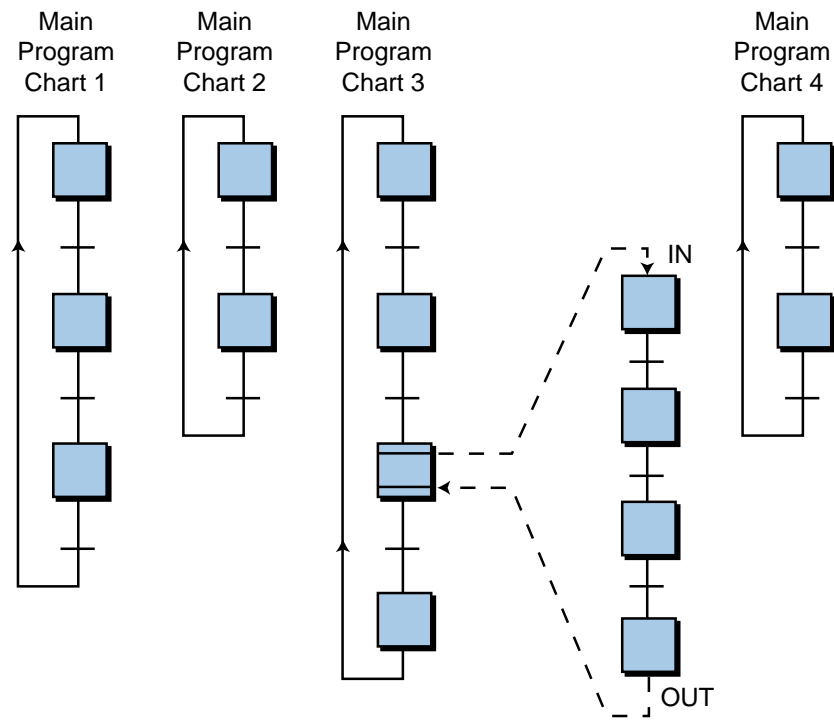 Main
Program
Chart 1
Main
Program
Chart 2
Main
Program
Chart 3
Main
Program
Chart 4
IN
OUT